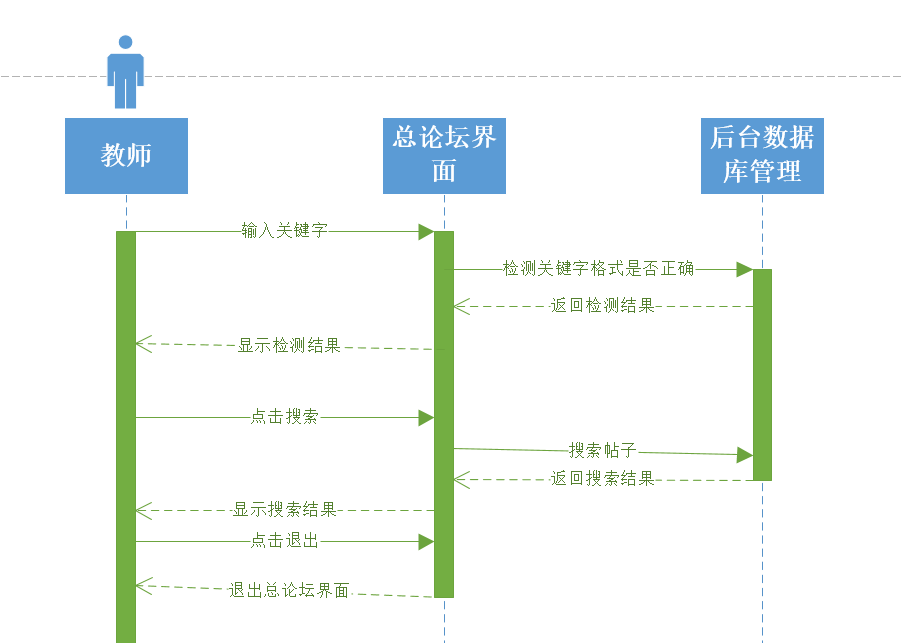 教师
总论坛界
面
后台数据
库管理
输入关键字
检测关键字格式是否正确
返回检测结果
显示检测结果
点击搜索
搜索帖子
返回搜索结果
显示搜索结果
点击退出
退出总论坛界面